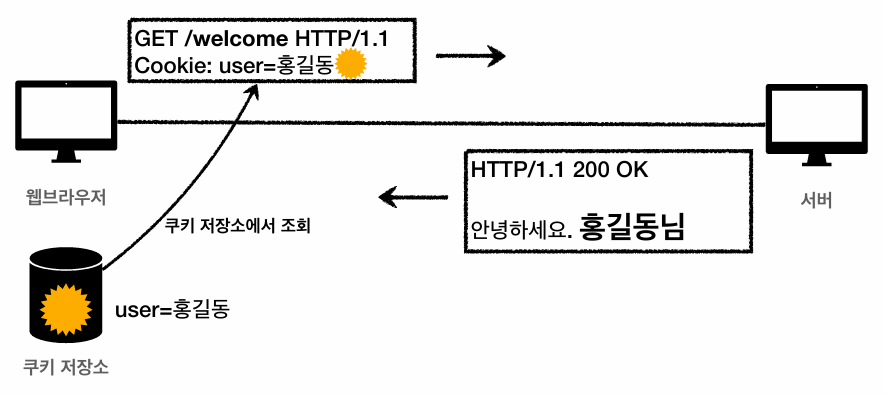 GET /welcome HTTP/1.1
Cookie: user=홍길동
HTTP/1.1 200 OK
안녕하세요. 홍길동님
웹브라우저
서버
쿠키 저장소에서 조회
user=홍길동
쿠키 저장소